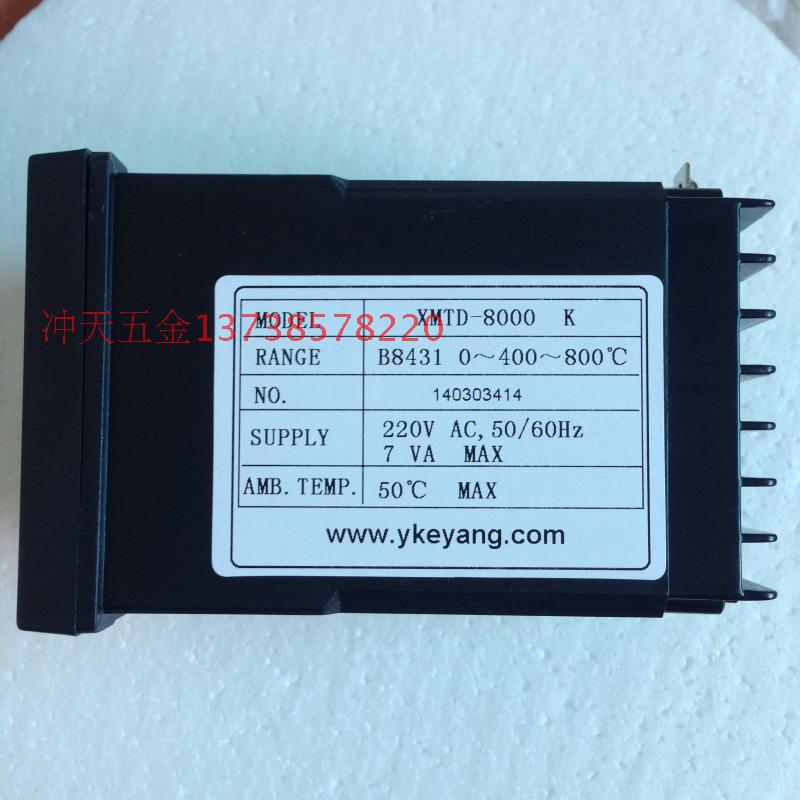 冲天五金13738578220
MODEL XMTD-8000 K
RANGE B8431 0～400～800℃
NO. 140303414
SUPPLY 220V AC,50/60Hz
7 VA MAX
AMB.TEMP. 50℃ MAX
www.ykeyang.com